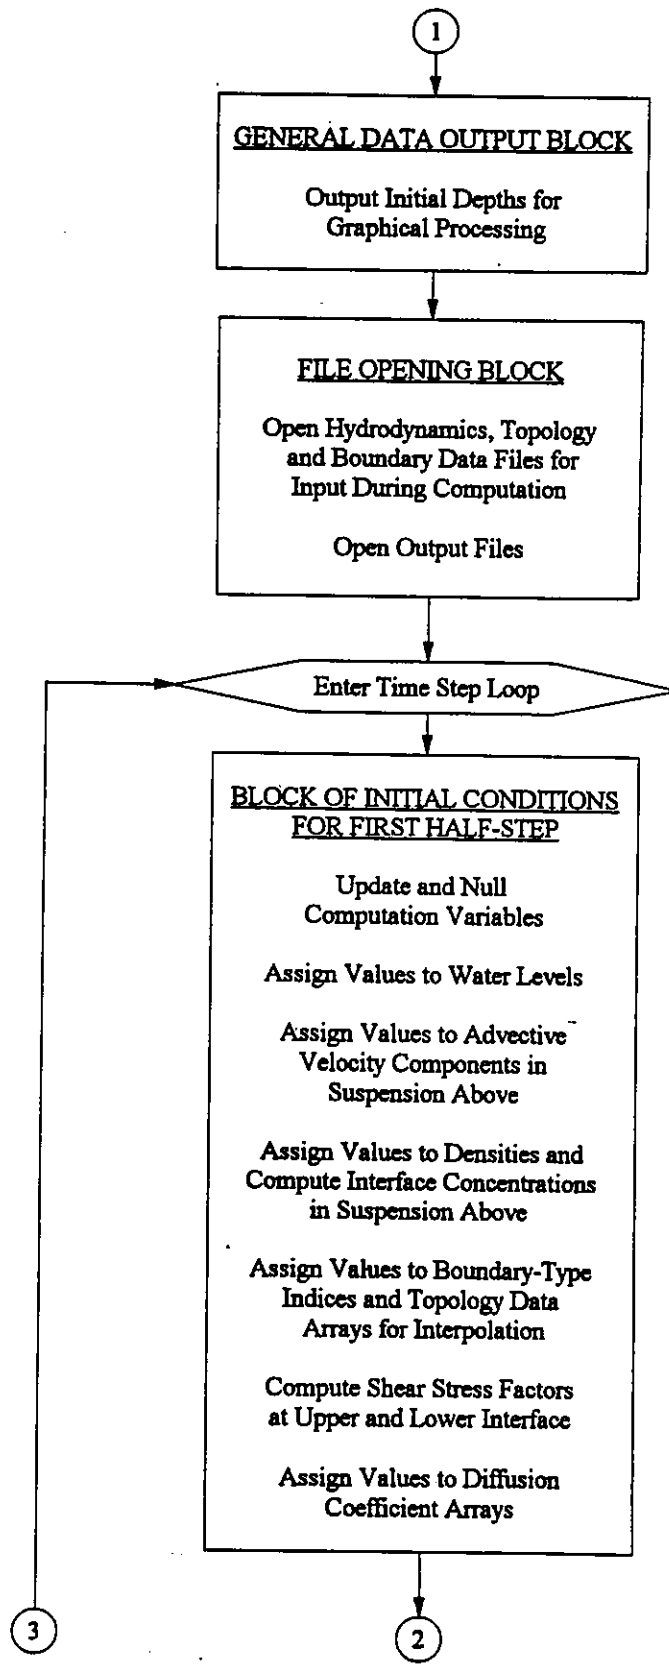 1
GENERAL DATA OUTPUT BLOCK
Output Initial Depths for
Graphical Processing
FILE OPENING BLOCK
Open Hydrodynamics, Topology
and Boundary Data Files for
Input During Computation
Open Output Files
Enter Time Step Loop
BLOCK OF INITIAL CONDITIONS
FOR FIRST HALF-STEP
Update and Null
Computation Variables
Assign Values to Water Levels
Assign Values to Advective
Velocity Components in
Suspension Above
Assign Values to Densities and
Compute Interface Concentrations
in Suspension Above
Assign Values to Boundary-Type
Indices and Topology Data
Arrays for Interpolation
Compute Shear Stress Factors
at Upper and Lower Interface
Assign Values to Diffusion
Coefficient Arrays
3
2